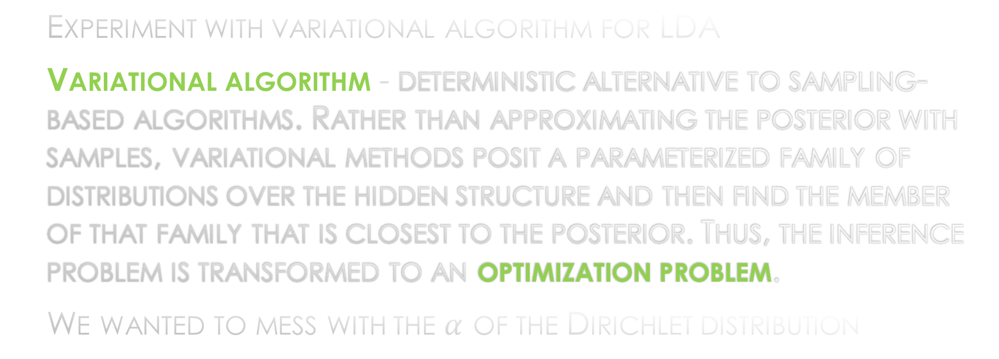 Experiment with variational algorithm for LDA
Variational algorithm - deterministic alternative to sampling-
based algorithms. Rather than approximating the posterior with
samples, variational methods posit a parameterized family of
distributions over the hidden structure and then find the member
of that family that is closest to the posterior. Thus, the inference
problem is transformed to an optimization problem.
We wanted to mess with the α of the Dirichlet distribution